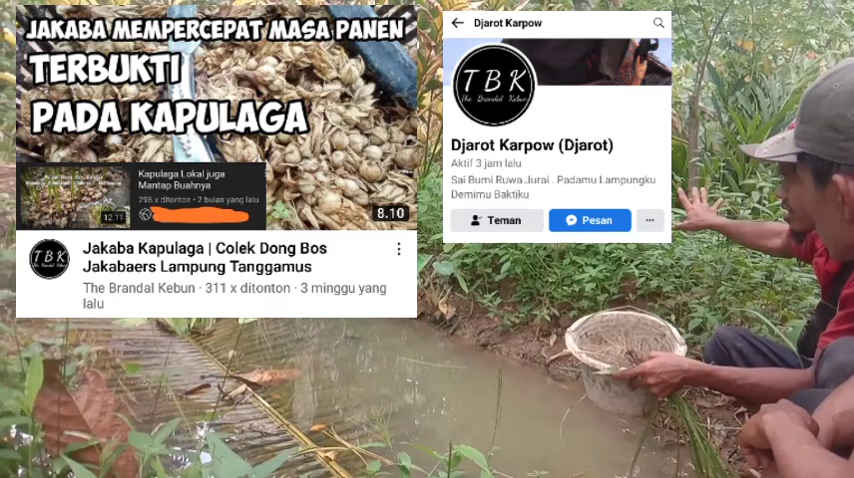 JAKABA MEMPERCEPAT MASA PANEN
TERBUKTI
PADA KAPULAGA
Kapulaga Lokal juga
Mantap Buahnya
298 x ditonton • 2 bulan yang lalu
12.11
8.10
TBK
Jakaba Kapulaga | Colek Dong Bos
Jakabaers Lampung Tanggamus
The Brandal Kebun · 311 x ditonton · 3 minggu yang
lalu
Djarot Karpow
TBK
The Brandal Kebun
Djarot Karpow (Djarot)
Aktif 3 jam lalu
Sai Bumi Ruwa Jurai . Padamu Lampungku
Demimu Baktiku
Teman
Pesan